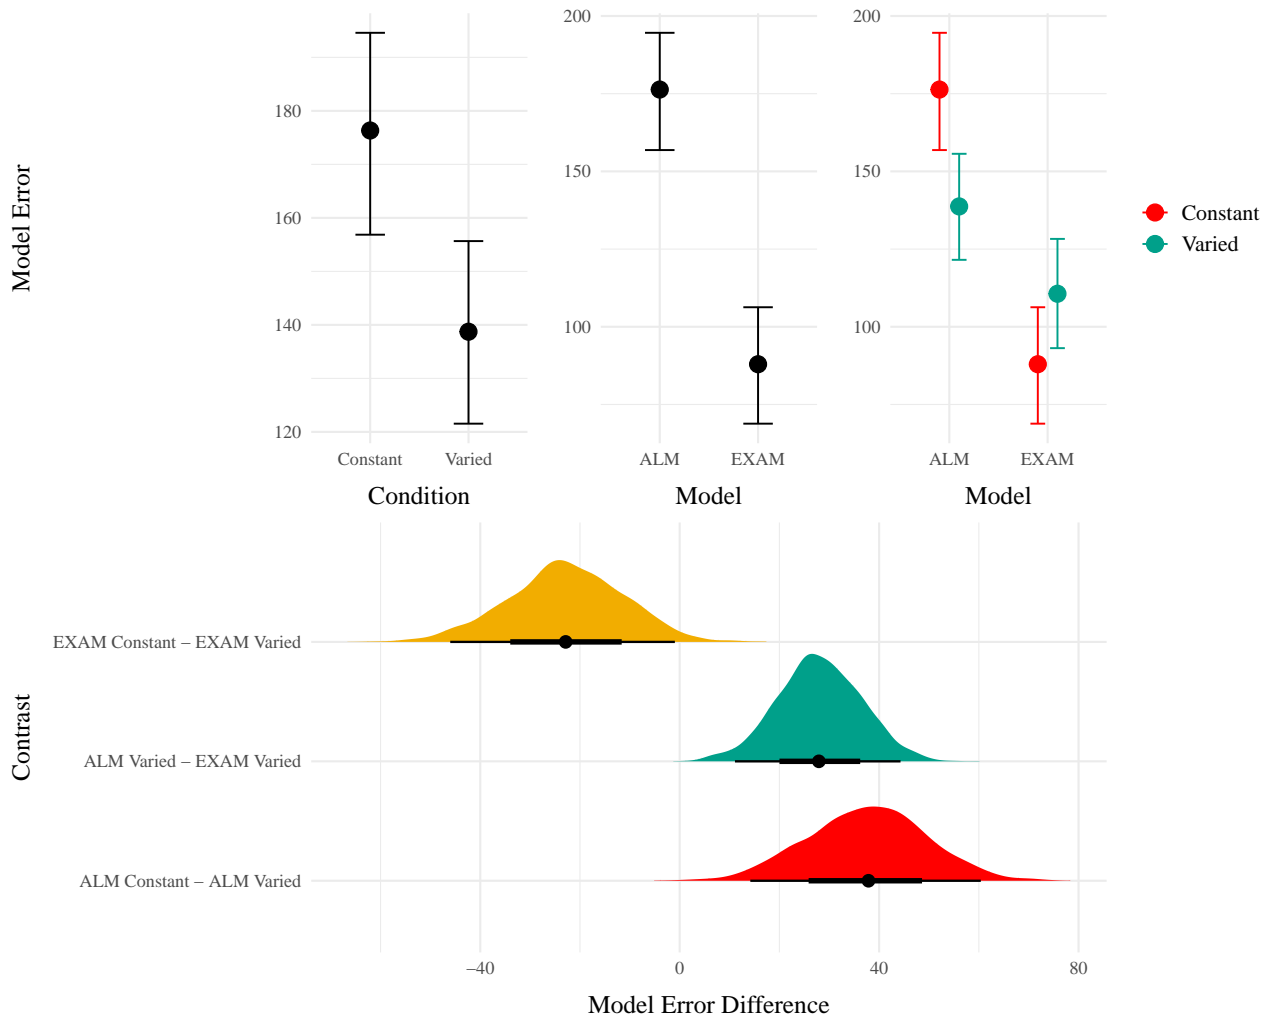 Model Error
180
160
140
120
Constant
Varied
Condition
200
150
100
ALM
EXAM
Model
200
150
100
ALM
EXAM
Model
Constant
Varied
Contrast
EXAM Constant – EXAM Varied
ALM Varied – EXAM Varied
ALM Constant – ALM Varied
−40
0
40
80
Model Error Difference